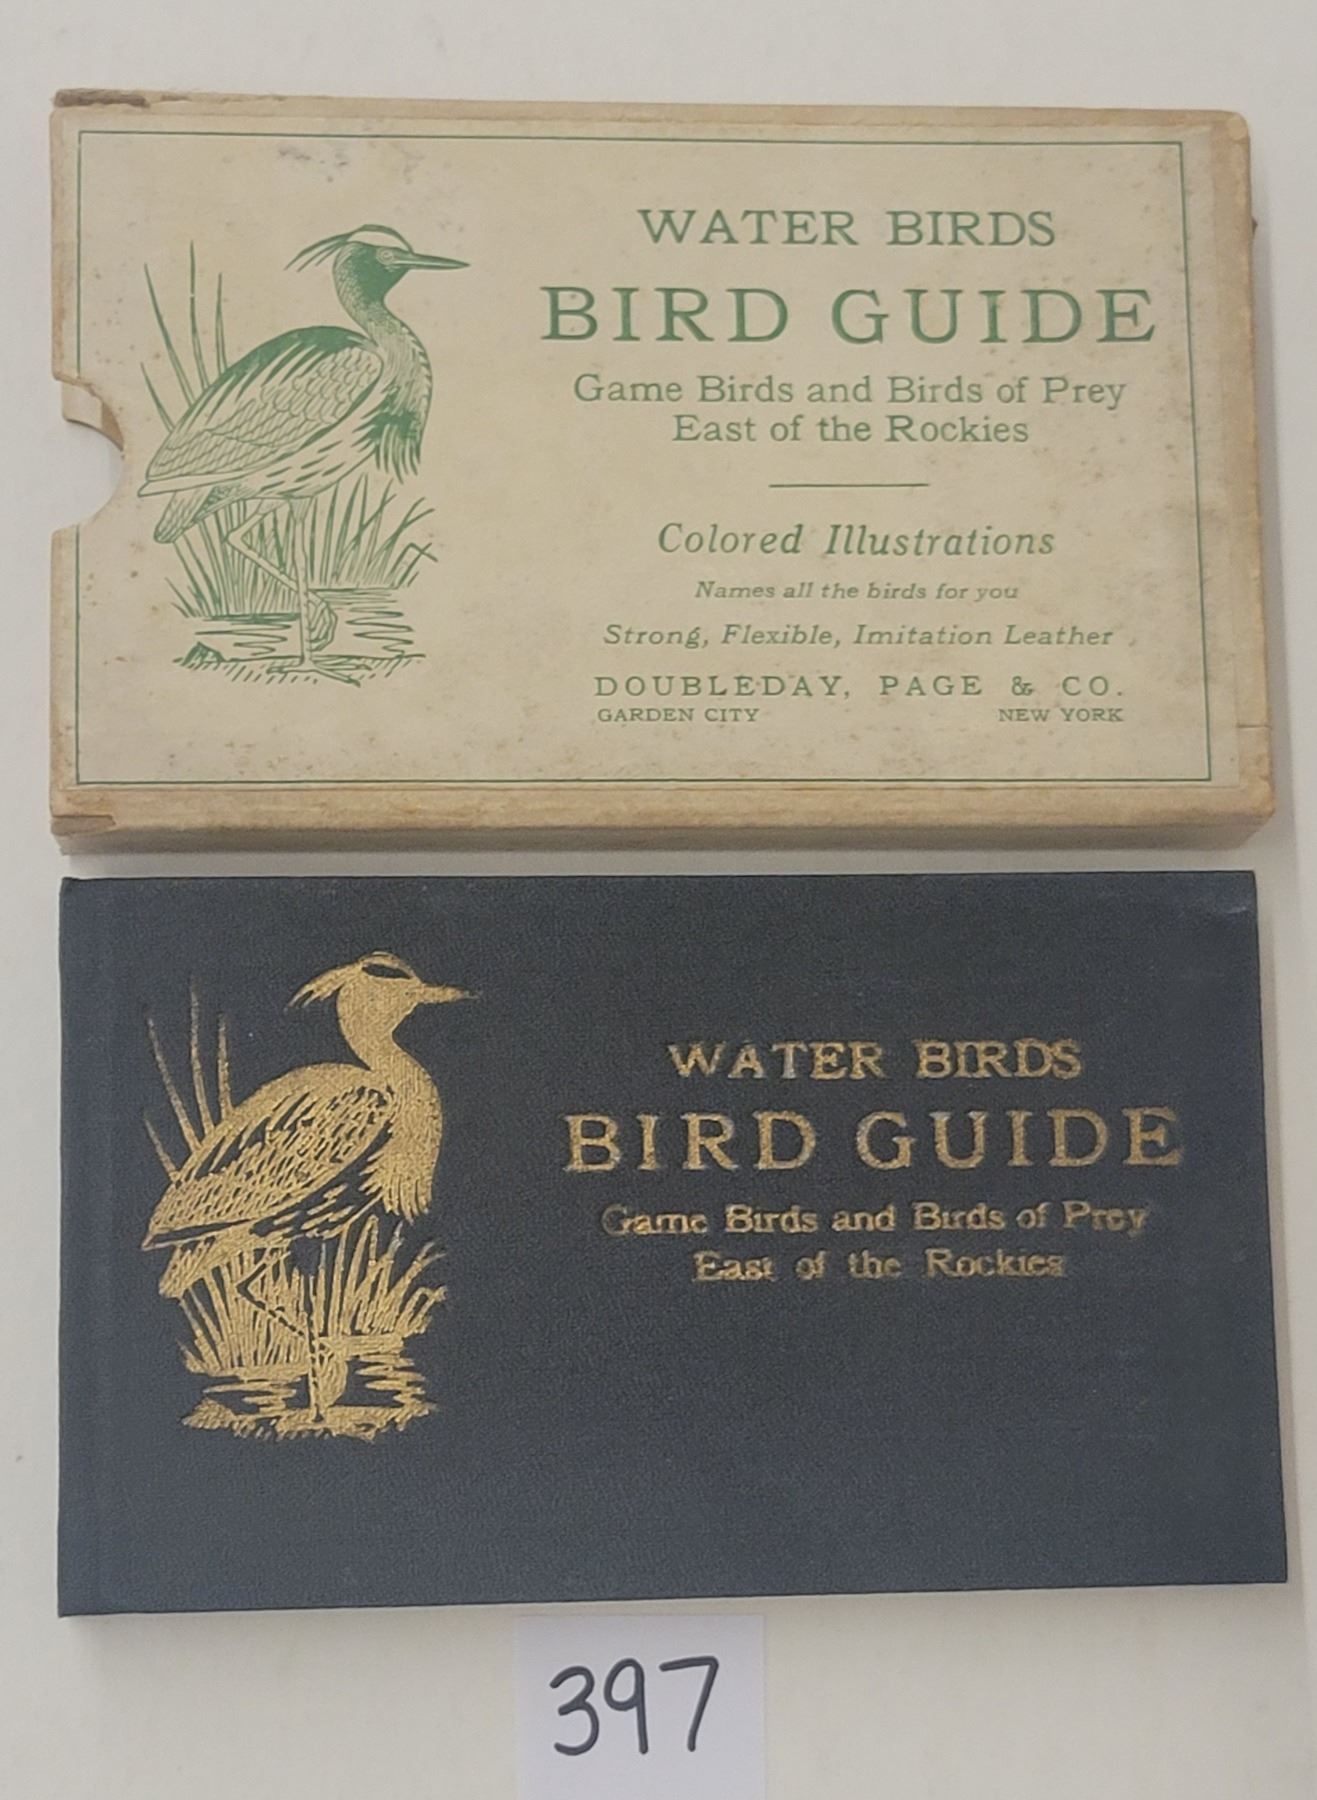 WATER BIRDS
BIRD GUIDE
Game Birds and Birds of Prey
East of the Rockies
Colored Illustrations
Names all the birds for you
Strong, Flexible, Imitation Leather
DOUBLEDAY, PAGE & CO.
GARDEN CITY NEW YORK
WATER BIRDS
BIRD GUIDE
Game Birds and Birds of Prey
East of the Rockies
397